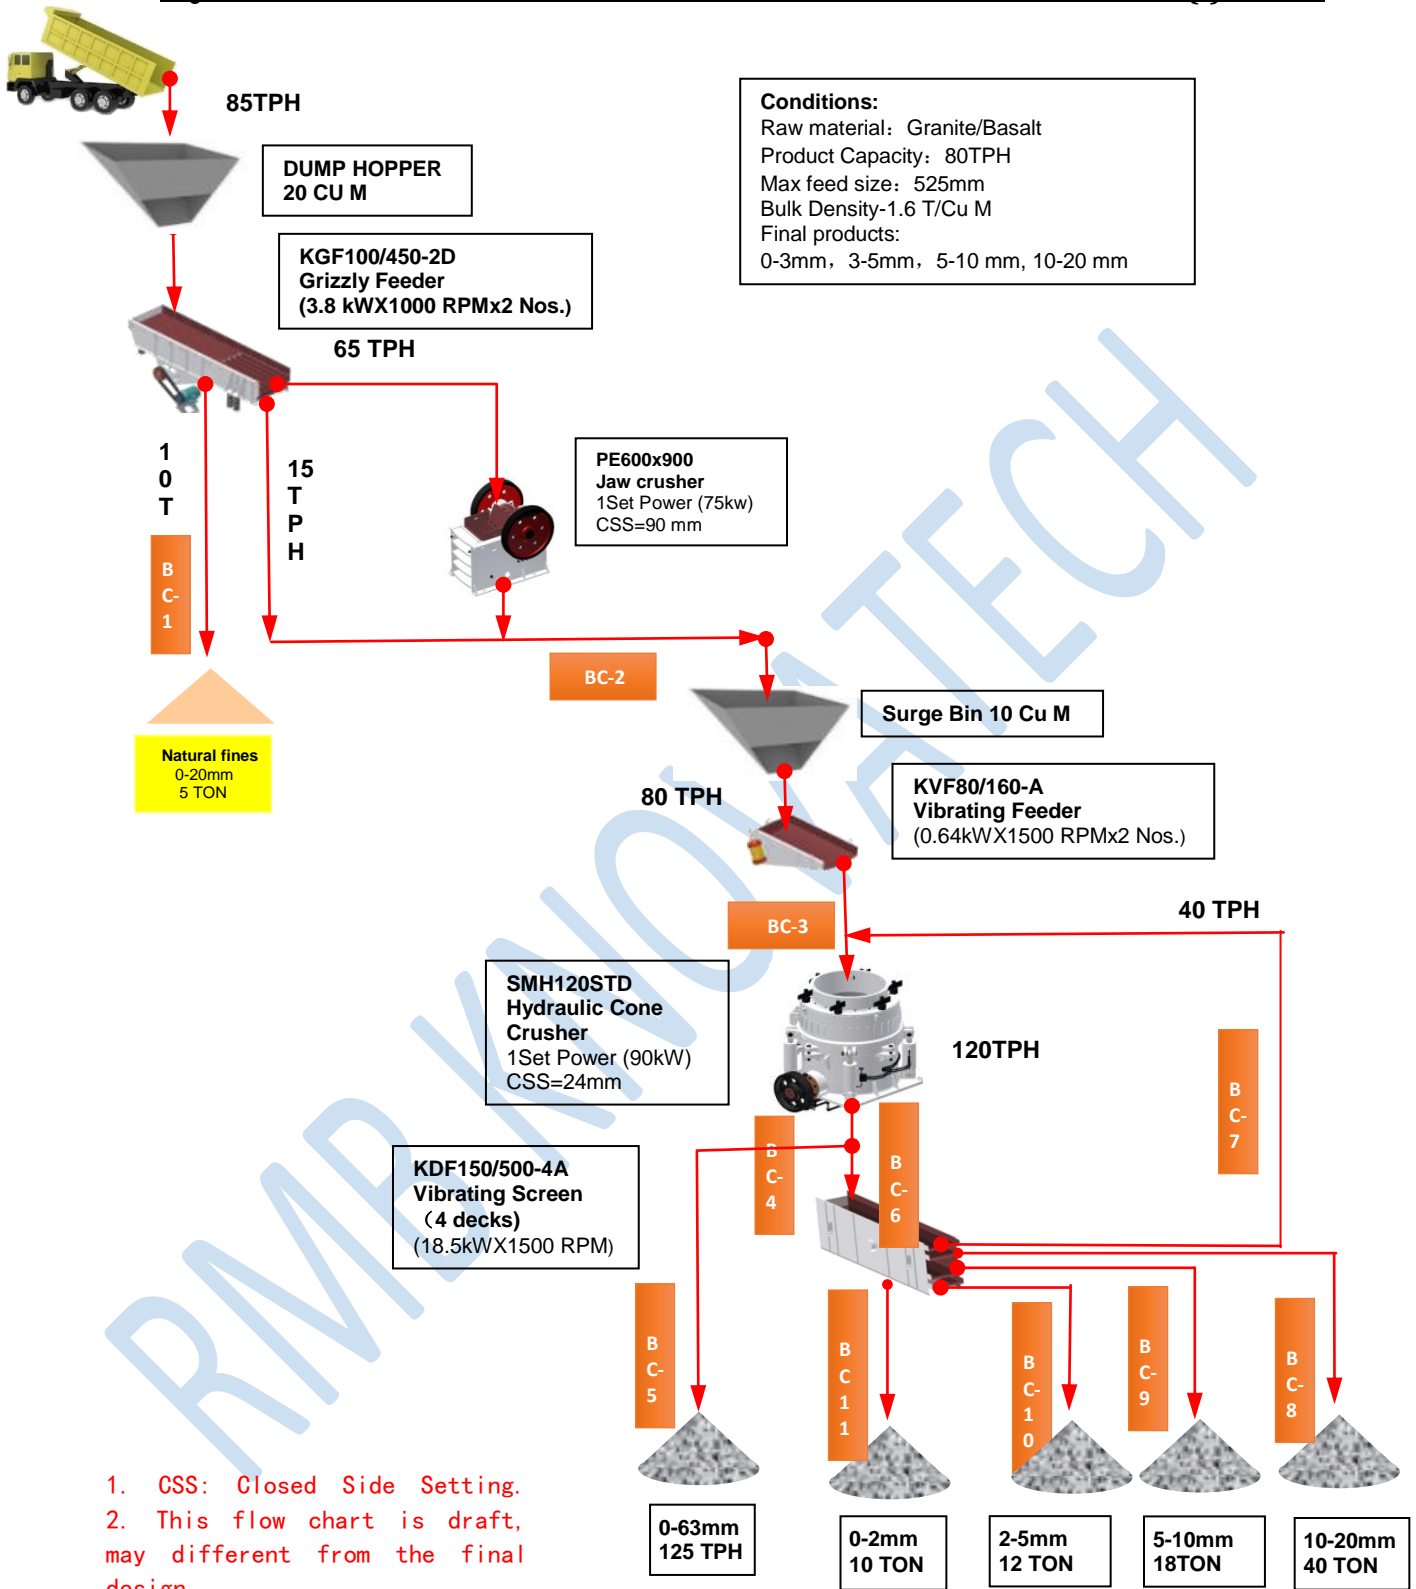 85TPH
Conditions:
Raw material：Granite/Basalt
Product Capacity：80TPH
Max feed size：525mm
Bulk Density-1.6 T/Cu M
Final products:
0-3mm，3-5mm，5-10 mm, 10-20 mm
DUMP HOPPER
20 CU M
KGF100/450-2D
Grizzly Feeder
(3.8 kWX1000 RPMx2 Nos.)
65 TPH
1
0
T
15
T
P
H
PE600x900
Jaw crusher
1Set Power (75kw)
CSS=90 mm
B
C-
1
BC-2
Natural fines
0-20mm
5 TON
Surge Bin 10 Cu M
80 TPH
KVF80/160-A
Vibrating Feeder
(0.64kWX1500 RPMx2 Nos.)
BC-3
40 TPH
SMH120STD
Hydraulic Cone
Crusher
1Set Power (90kW)
CSS=24mm
120TPH
B
C-
7
B
C-
4
B
C-
6
KDF150/500-4A
Vibrating Screen
（4 decks)
(18.5kWX1500 RPM)
B
C-
5
B
C
1
1
B
C-
1
0
B
C-
9
B
C-
8
0-63mm
125 TPH
0-2mm
10 TON
2-5mm
12 TON
5-10mm
18TON
10-20mm
40 TON
1. CSS: Closed Side Setting.
2. This flow chart is draft,
may different from the final
design
RMB KNOVATECH